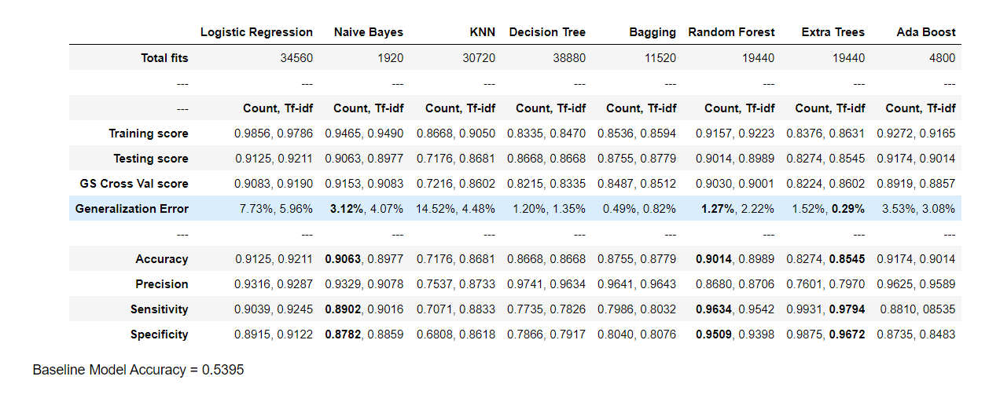 Logistic Regression Naive Bayes KNN Decision Tree Bagging Random Forest Extra Trees Ada Boost
Total fits 34560 1920 30720 38880 11520 19440 19440 4800
--- --- --- --- --- --- --- --- ---
--- Count, Tf-idf Count, Tf-idf Count, Tf-idf Count, Tf-idf Count, Tf-idf Count, Tf-idf Count, Tf-idf Count, Tf-idf
Training score 0.9856, 0.9786 0.9465, 0.9490 0.8668, 0.9050 0.8335, 0.8470 0.8536, 0.8594 0.9157, 0.9223 0.8376, 0.8631 0.9272, 0.9165
Testing score 0.9125, 0.9211 0.9063, 0.8977 0.7176, 0.8681 0.8668, 0.8668 0.8755, 0.8779 0.9014, 0.8989 0.8274, 0.8545 0.9174, 0.9014
GS Cross Val score 0.9083, 0.9190 0.9153, 0.9083 0.7216, 0.8602 0.8215, 0.8335 0.8487, 0.8512 0.9030, 0.9001 0.8224, 0.8602 0.8919, 0.8857
Generalization Error 7.73%, 5.96% 3.12%, 4.07% 14.52%, 4.48% 1.20%, 1.35% 0.49%, 0.82% 1.27%, 2.22% 1.52%, 0.29% 3.53%, 3.08%
--- --- --- --- --- --- --- --- ---
Accuracy 0.9125, 0.9211 0.9063, 0.8977 0.7176, 0.8681 0.8668, 0.8668 0.8755, 0.8779 0.9014, 0.8989 0.8274, 0.8545 0.9174, 0.9014
Precision 0.9316, 0.9287 0.9329, 0.9078 0.7537, 0.8733 0.9741, 0.9634 0.9641, 0.9643 0.8680, 0.8706 0.7601, 0.7970 0.9625, 0.9589
Sensitivity 0.9039, 0.9245 0.8902, 0.9016 0.7071, 0.8833 0.7735, 0.7826 0.7986, 0.8032 0.9634, 0.9542 0.9931, 0.9794 0.8810, 08535
Specificity 0.8915, 0.9122 0.8782, 0.8859 0.6808, 0.8618 0.7866, 0.7917 0.8040, 0.8076 0.9509, 0.9398 0.9875, 0.9672 0.8735, 0.8483
Baseline Model Accuracy = 0.5395